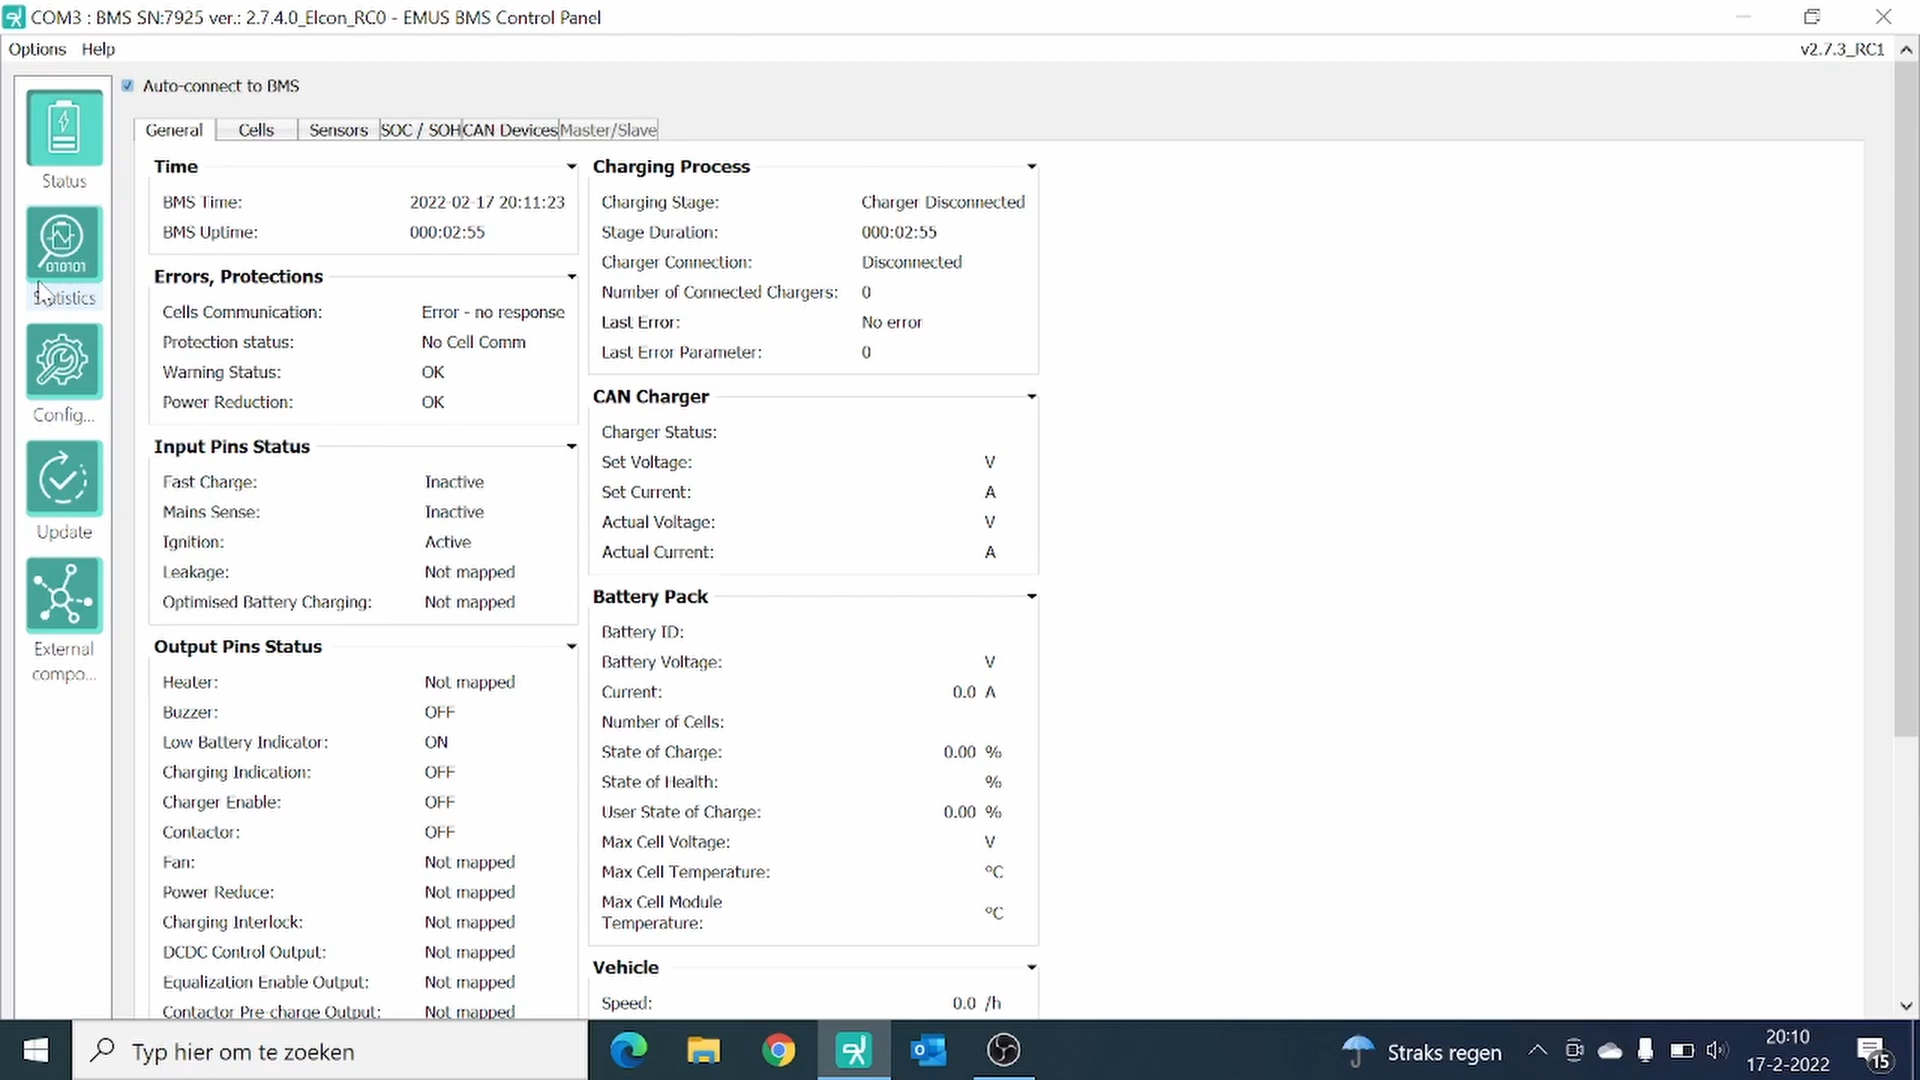 COM3 : BMS SN:7925 ver.: 2.7.4.0_Elcon_RC0 - EMUS BMS Control Panel
Options Help v2.7.3_RC1
Auto-connect to BMS
General Cells Sensors SOC / SOH CAN Devices Master/Slave
Status
010101
Statistics
Config...
Update
External
compo...
Time
BMS Time: 2022-02-17 20:11:23
BMS Uptime: 000:02:55
Errors, Protections
Cells Communication: Error - no response
Protection status: No Cell Comm
Warning Status: OK
Power Reduction: OK
Input Pins Status
Fast Charge: Inactive
Mains Sense: Inactive
Ignition: Active
Leakage: Not mapped
Optimised Battery Charging: Not mapped
Output Pins Status
Heater: Not mapped
Buzzer: OFF
Low Battery Indicator: ON
Charging Indication: OFF
Charger Enable: OFF
Contactor: OFF
Fan: Not mapped
Power Reduce: Not mapped
Charging Interlock: Not mapped
DCDC Control Output: Not mapped
Equalization Enable Output: Not mapped
Contactor Pre-charge Output: Not mapped
Charging Process
Charging Stage: Charger Disconnected
Stage Duration: 000:02:55
Charger Connection: Disconnected
Number of Connected Chargers: 0
Last Error: No error
Last Error Parameter: 0
CAN Charger
Charger Status:
Set Voltage: V
Set Current: A
Actual Voltage: V
Actual Current: A
Battery Pack
Battery ID:
Battery Voltage: V
Current: 0.0 A
Number of Cells:
State of Charge: 0.00 %
State of Health: %
User State of Charge: 0.00 %
Max Cell Voltage: V
Max Cell Temperature: °C
Max Cell Module
Temperature: °C
Vehicle
Speed: 0.0 /h
Typ hier om te zoeken
Straks regen
20:10
17-2-2022
15